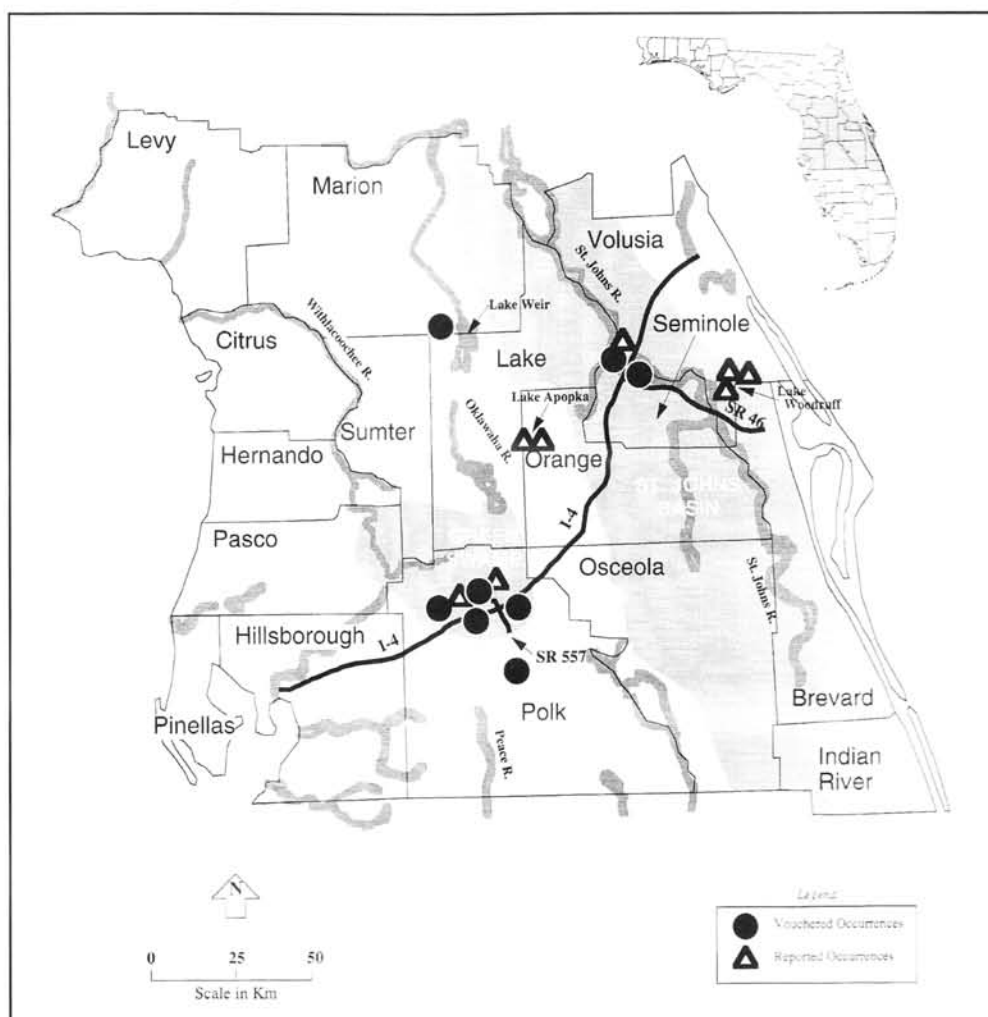 Levy
Marion
Volusia
St. Johns R.
Lake Weir
Seminole
Citrus
Withlacoochee R.
Lake
Lake Apopka
Lake
Woodruff
SR 46
Sumter
Oklawaha R.
Orange
Hernando
ST. JOHNS
BASIN
I-4
Pasco
GREEN
SWAMP
Osceola
St. Johns R.
Hillsborough
I-4
SR 557
Polk
Brevard
Pinellas
Peace R.
Indian
River
N
Legend
Vouchered Occurrences
Reported Occurrences
0 25 50
Scale in Km